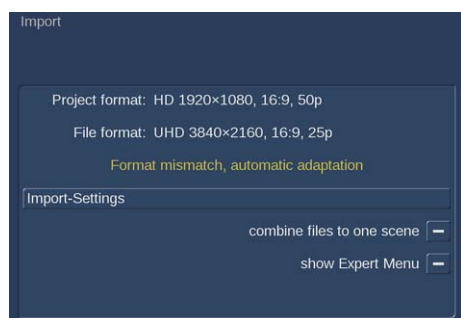 Import
Project format: HD 1920×1080, 16:9, 50p
File format: UHD 3840×2160, 16:9, 25p
Format mismatch, automatic adaptation
Import-Settings
combine files to one scene
show Expert Menu